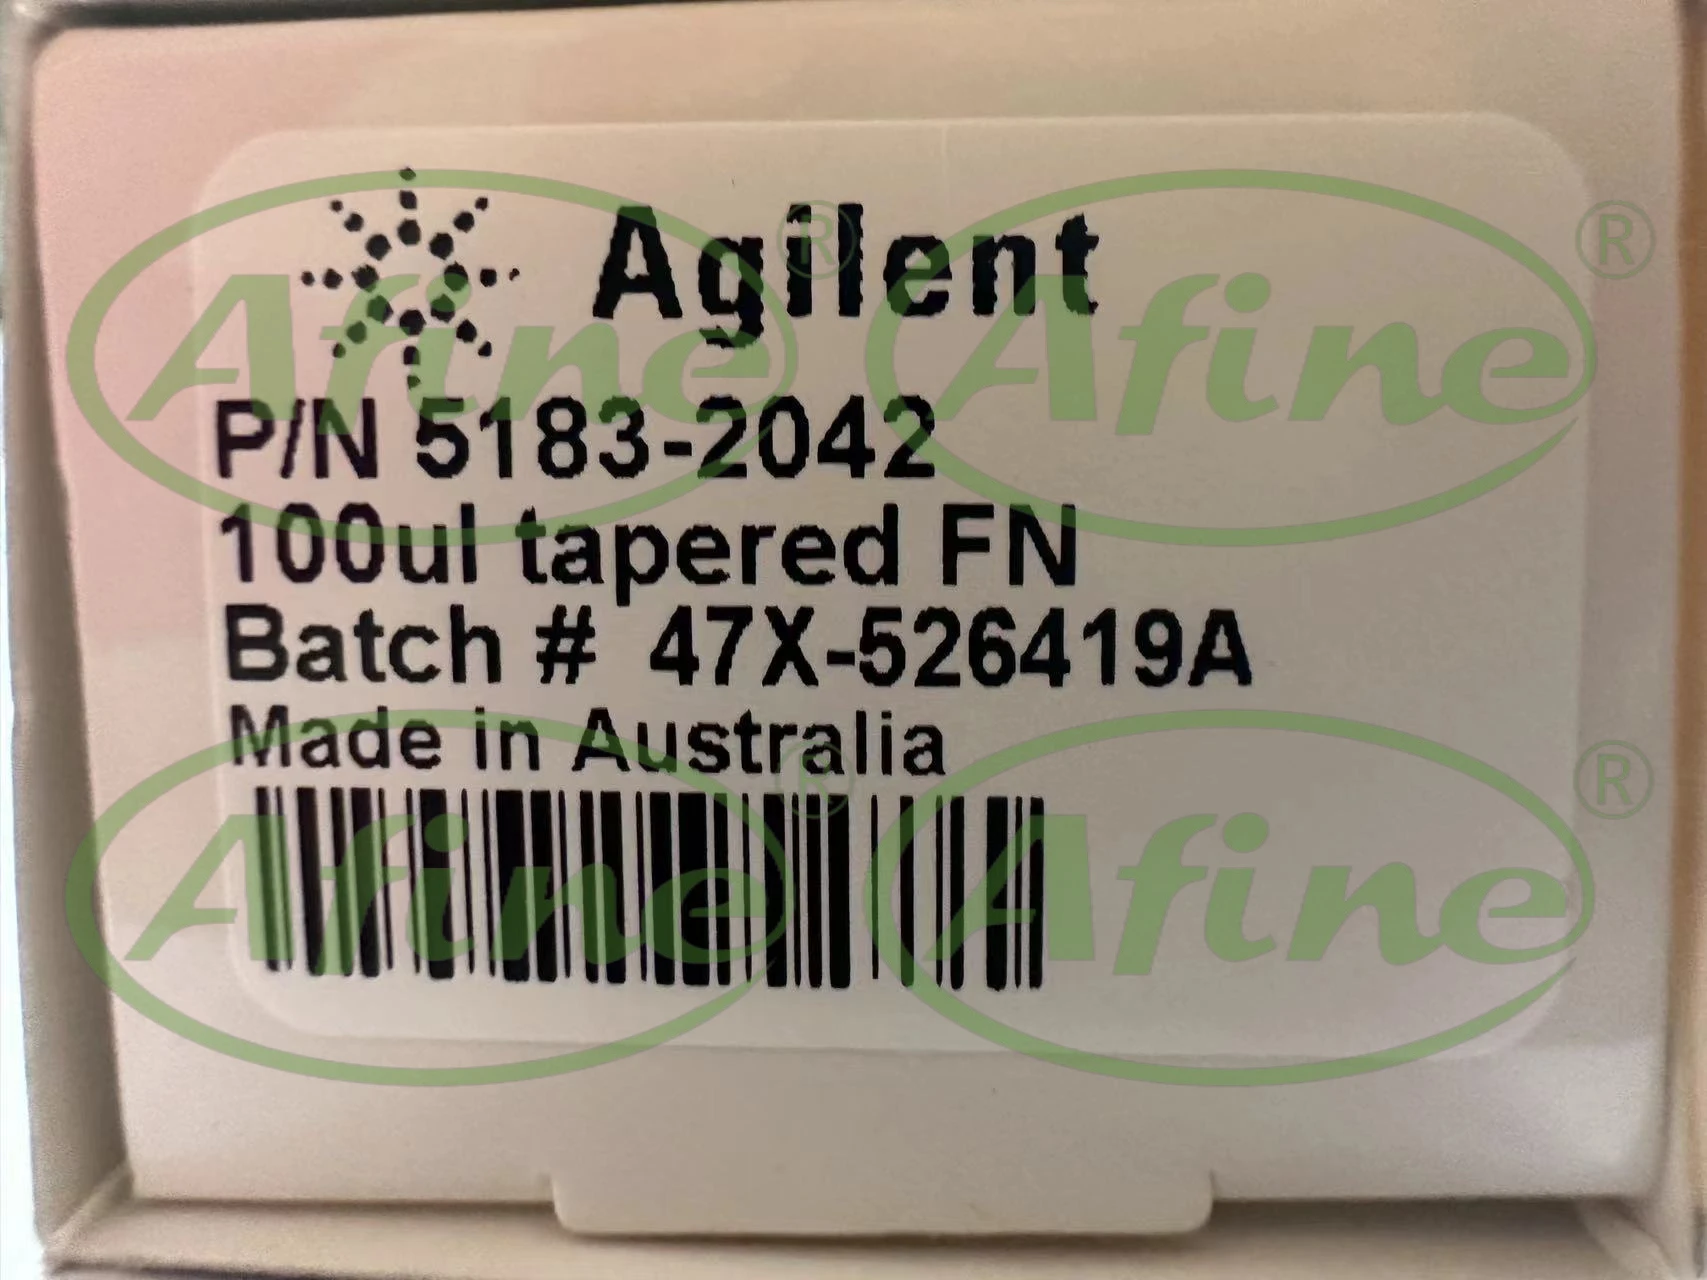 Agilent
P/N 5183-2042
100ul tapered FN
Batch # 47X-526419A
Made in Australia
Afine®
Afine®
Afine®
Afine®